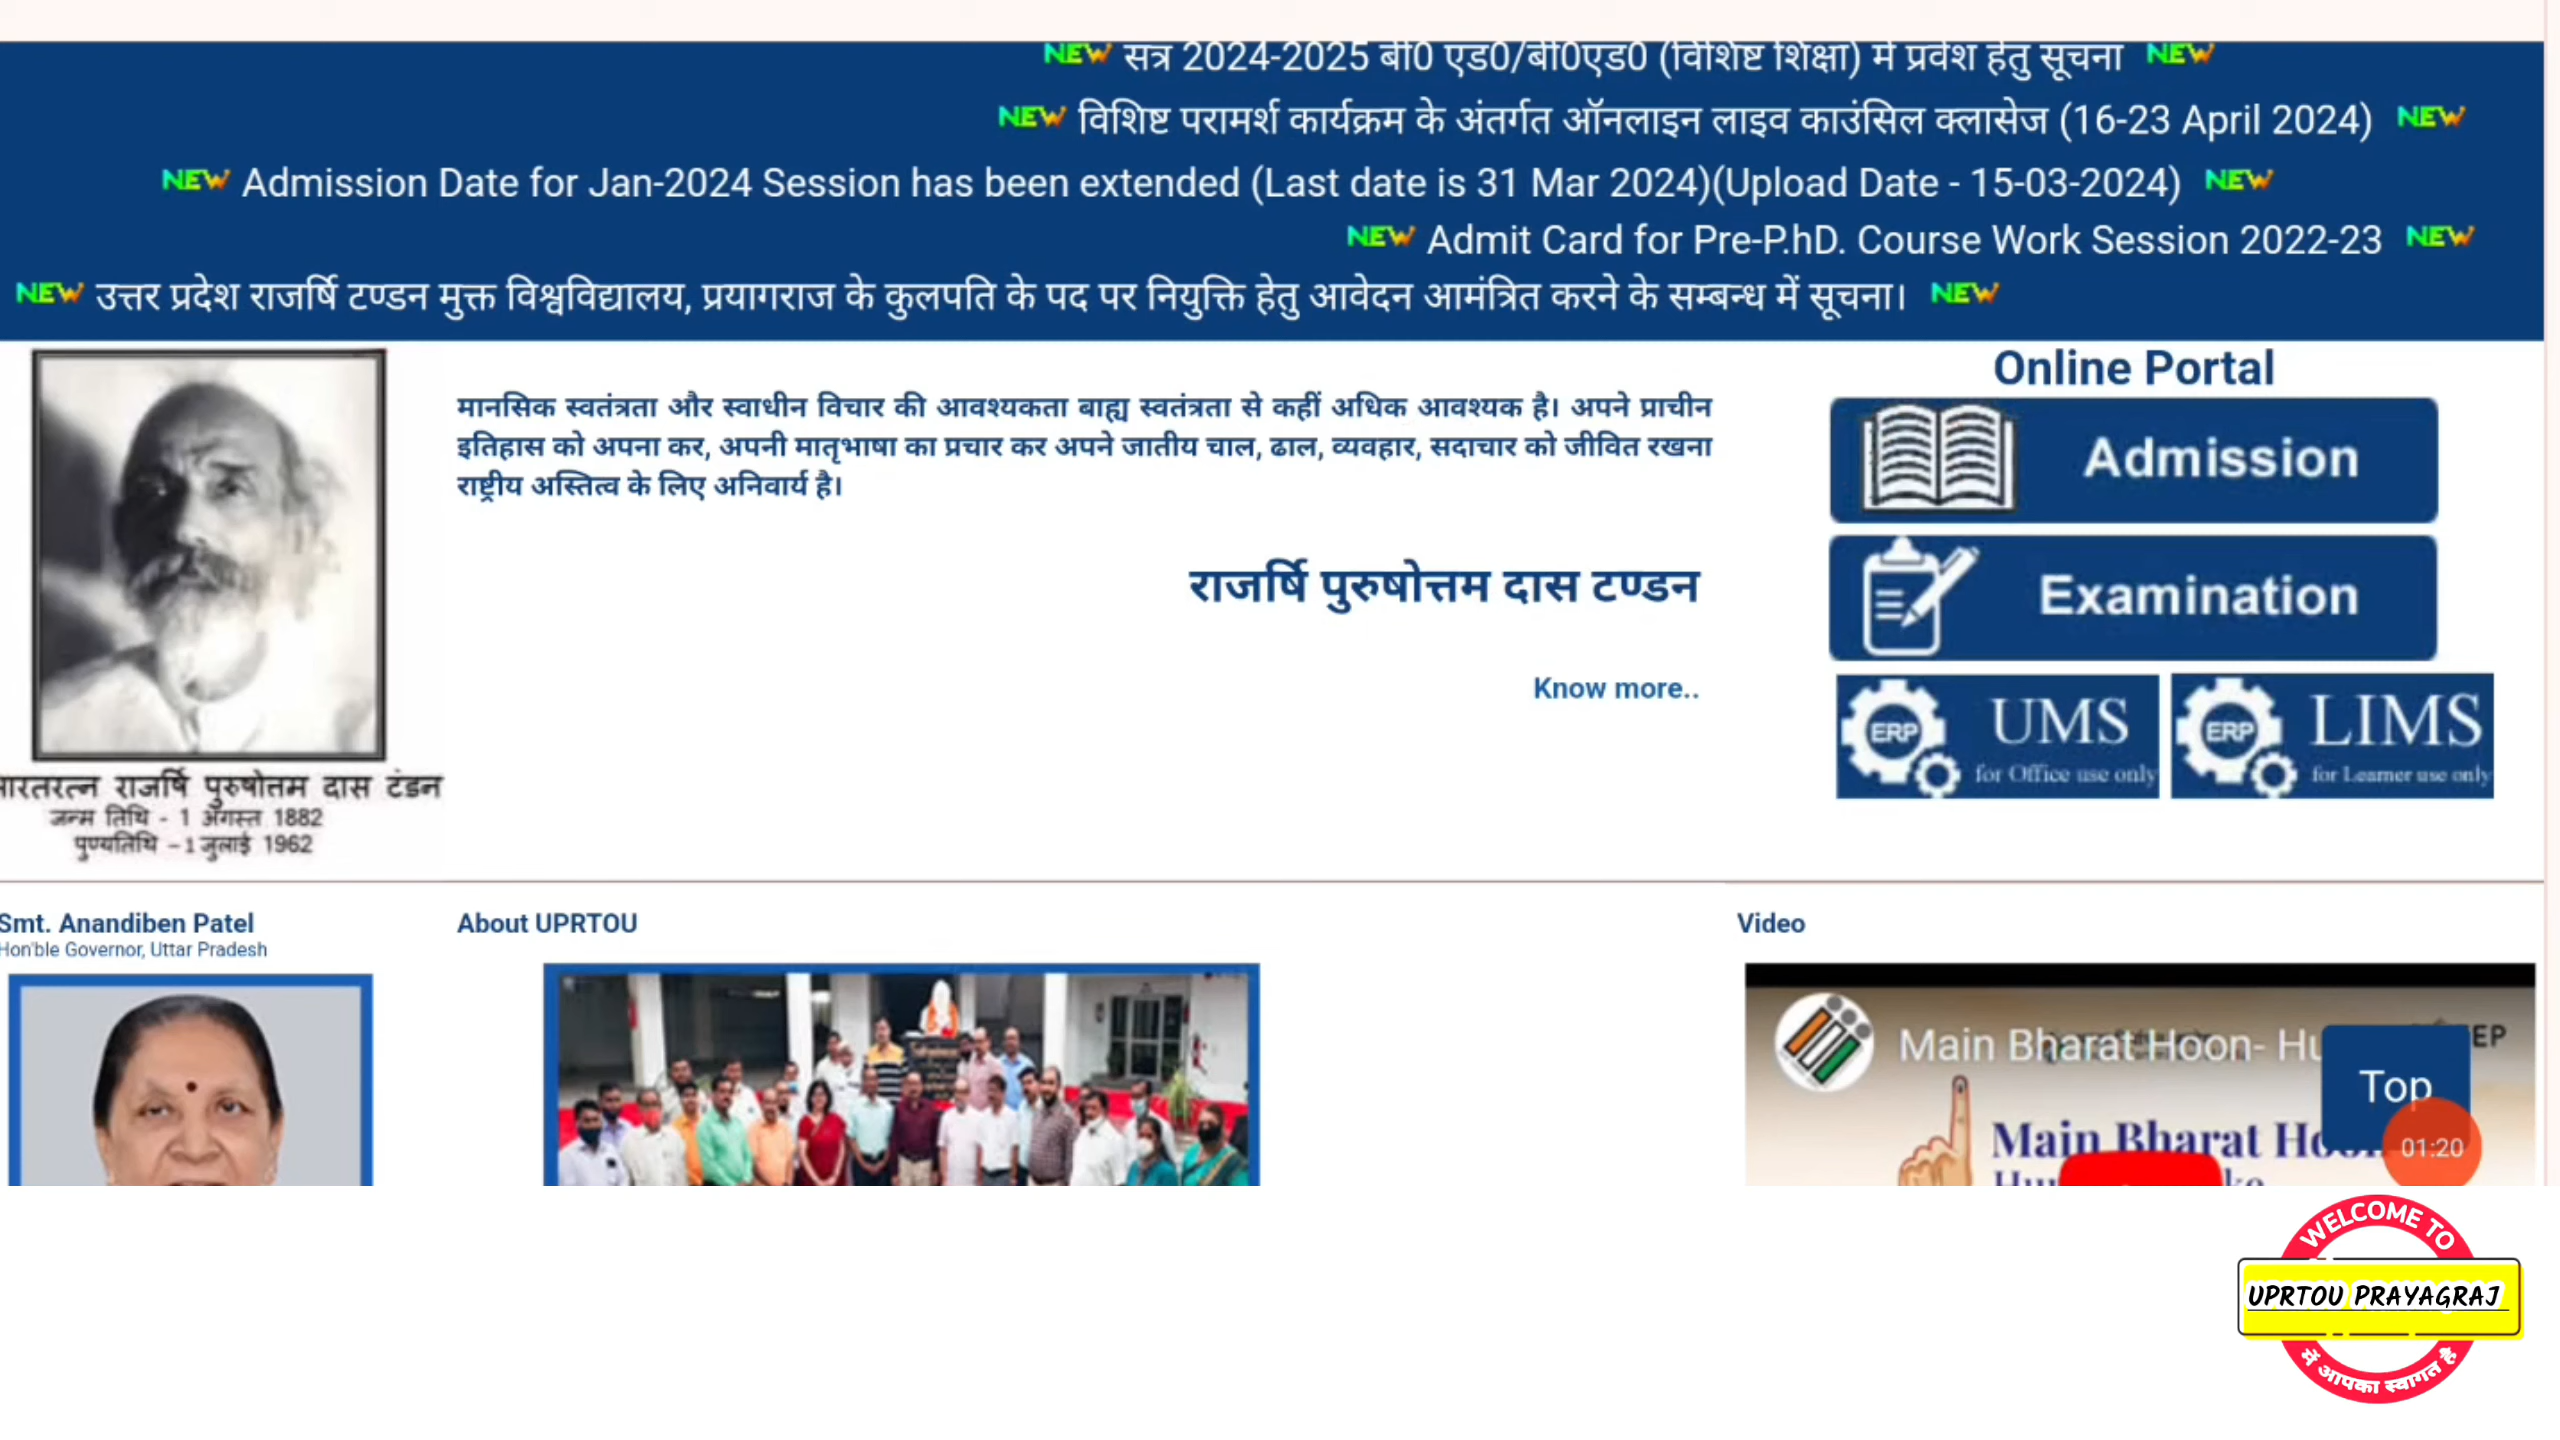 NEW सत्र 2024-2025 बी0 एड0/बी0एड0 (विशिष्ट शिक्षा) में प्रवेश हेतु सूचना NEW
NEW विशिष्ट परामर्श कार्यक्रम के अंतर्गत ऑनलाइन लाइव काउंसिल क्लासेज (16-23 April 2024) NEW
NEW Admission Date for Jan-2024 Session has been extended (Last date is 31 Mar 2024)(Upload Date - 15-03-2024) NEW
NEW Admit Card for Pre-P.hD. Course Work Session 2022-23 NEW
NEW उत्तर प्रदेश राजर्षि टण्डन मुक्त विश्वविद्यालय, प्रयागराज के कुलपति के पद पर नियुक्ति हेतु आवेदन आमंत्रित करने के सम्बन्ध में सूचना। NEW
मानसिक स्वतंत्रता और स्वाधीन विचार की आवश्यकता बाह्य स्वतंत्रता से कहीं अधिक आवश्यक है। अपने प्राचीन
इतिहास को अपना कर, अपनी मातृभाषा का प्रचार कर अपने जातीय चाल, ढाल, व्यवहार, सदाचार को जीवित रखना
राष्ट्रीय अस्तित्व के लिए अनिवार्य है।
राजर्षि पुरुषोत्तम दास टण्डन
Know more..
राजर्षि पुरुषोत्तम दास टंडन
जन्म तिथि - 1 अगस्त 1882
पुण्यतिथि - 1 जुलाई 1962
Online Portal
Admission
Examination
ERP UMS
for Office use only
ERP LIMS
for Learner use only
Smt. Anandiben Patel
Hon'ble Governor, Uttar Pradesh
About UPRTOU
Video
Main Bharat Hoon- Hu
Top
Main Bharat
01:20
WELCOME TO
UPRTOU PRAYAGRAJ
में आपका स्वागत है